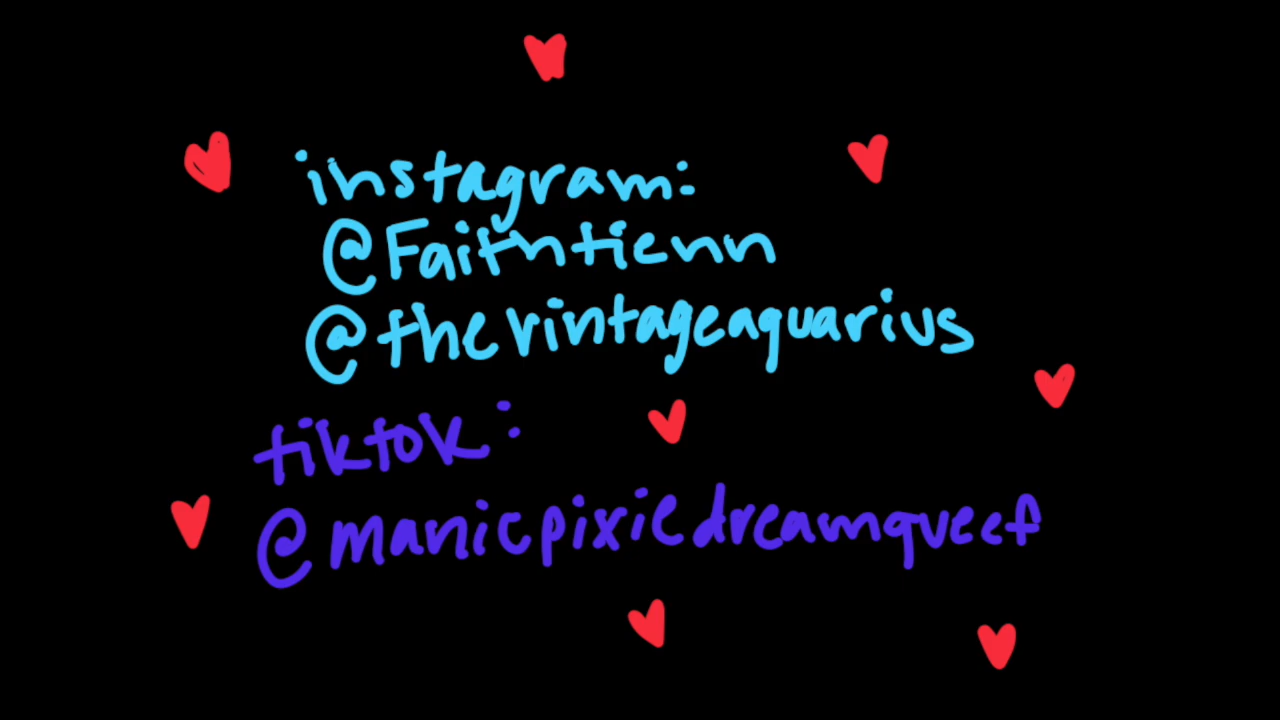 instagram:
@Faithtienn
@thevintageaquarius
tiktok:
@manicpixiedreamqueef